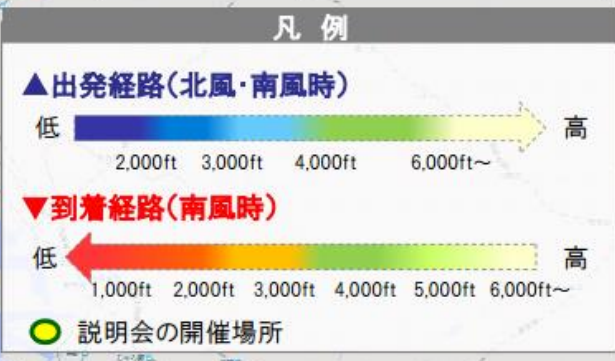 凡 例
▲出発経路(北風・南風時)
低 高
2,000ft 3,000ft 4,000ft 6,000ft～
▼到着経路(南風時)
低 高
1,000ft 2,000ft 3,000ft 4,000ft 5,000ft 6,000ft～
説明会の開催場所